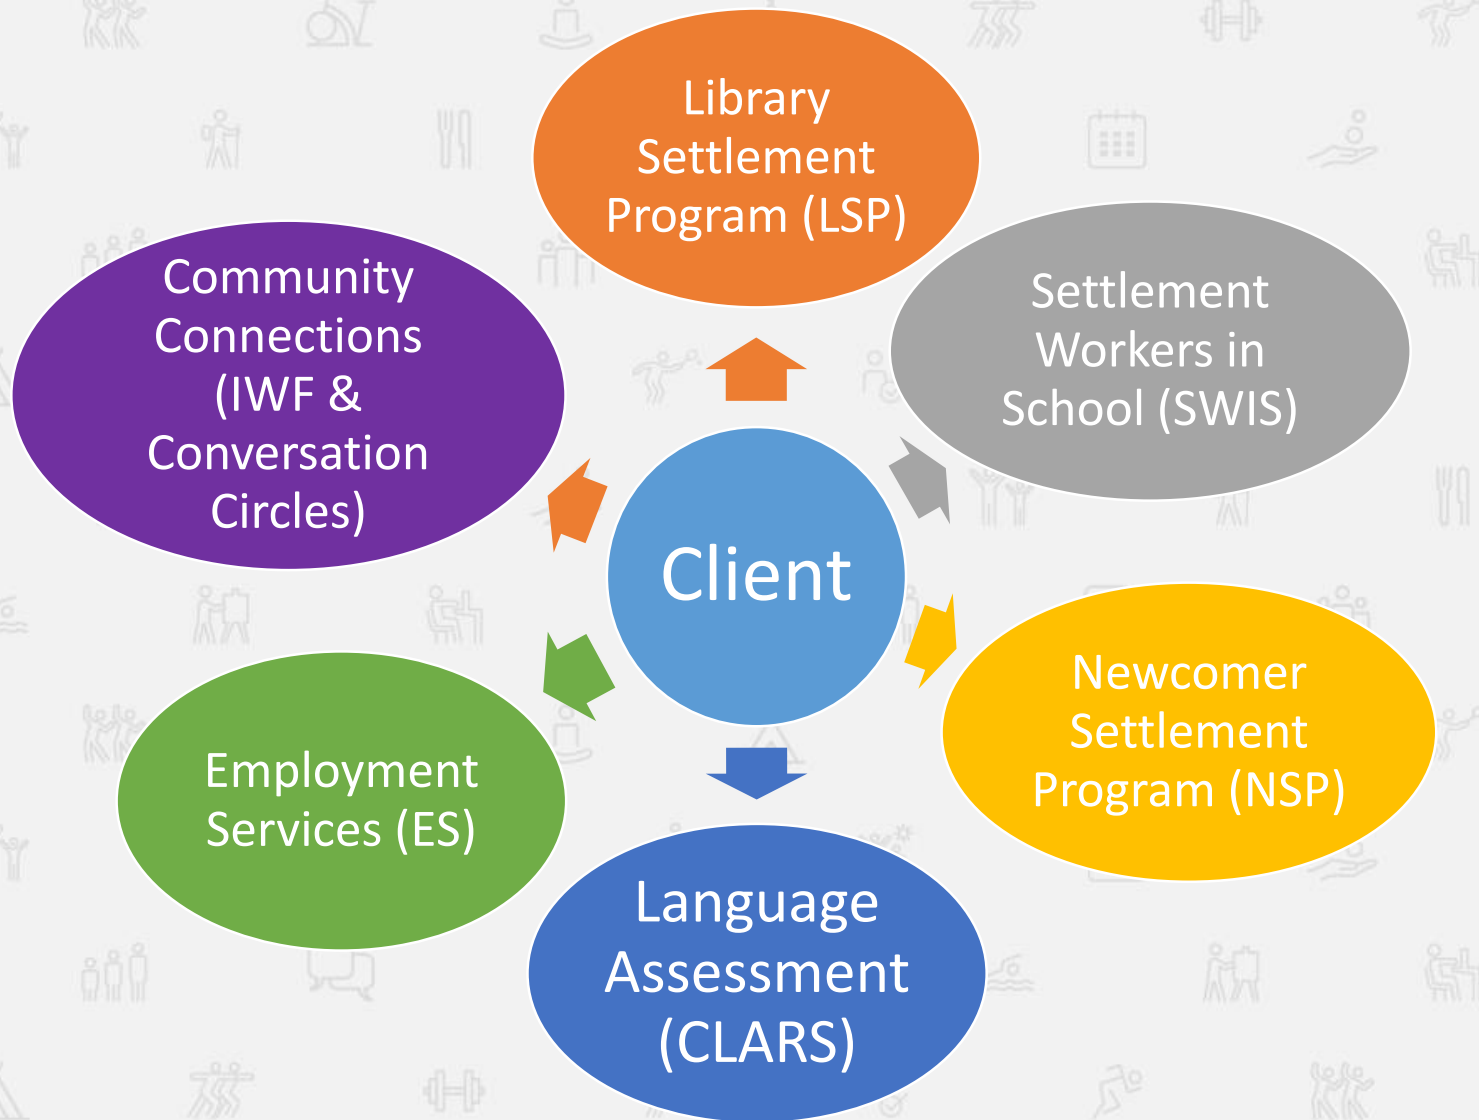 Library
Settlement
Program (LSP)
Settlement
Workers in
School (SWIS)
Newcomer
Settlement
Program (NSP)
Language
Assessment
(CLARS)
Employment
Services (ES)
Community
Connections
(IWF &
Conversation
Circles)
Client